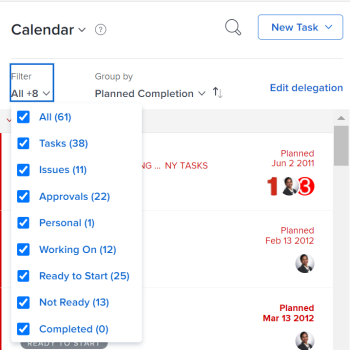 Calendar
New Task
Filter
All +8
Group by
Planned Completion
Edit delegation
All (61)
Tasks (38)
Issues (11)
Approvals (22)
Personal (1)
Working On (12)
Ready to Start (25)
Not Ready (13)
Completed (0)
Planned
Jun 2 2011
NG ... NY TASKS
1 3
Planned
Feb 13 2012
Planned
Mar 13 2012
READY TO START